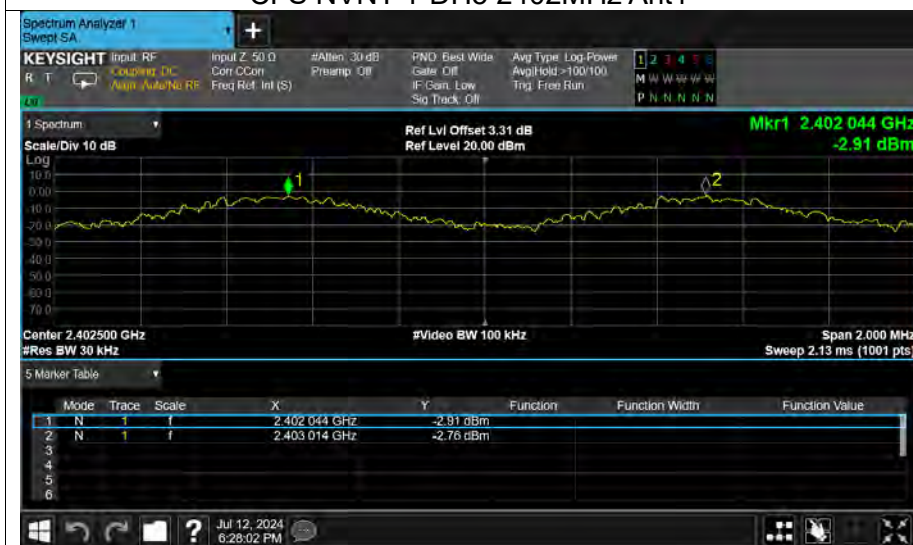 Spectrum Analyzer 1
Swept SA
+
KEYSIGHT Input: RF Input Z: 50 Ω #Atten: 30 dB PNO: Best Wide Avg Type: Log-Power 1 2 3 4 5 6
R T Coupling: DC Corr CCorr Preamp: Off Gate: Off Avg|Hold:>100/100 M W W W W W
Align: Auto/No RF Freq Ref: Int (S) IF Gain: Low Trig: Free Run
Sig Track: Off P N N N N N
1 Spectrum Ref Lvl Offset 3.31 dB Mkr1 2.402 044 GHz
Scale/Div 10 dB Ref Level 20.00 dBm -2.91 dBm
Log
10.0
0.00
-10.0
-20.0
-30.0
-40.0
-50.0
-60.0
-70.0
1
2
Center 2.402500 GHz #Video BW 100 kHz Span 2.000 MHz
#Res BW 30 kHz Sweep 2.13 ms (1001 pts)
5 Marker Table
Mode Trace Scale X Y Function Function Width Function Value
1 N 1 f 2.402 044 GHz -2.91 dBm
2 N 1 f 2.403 014 GHz -2.76 dBm
3
4
5
6
? Jul 12, 2024
6:28:02 PM